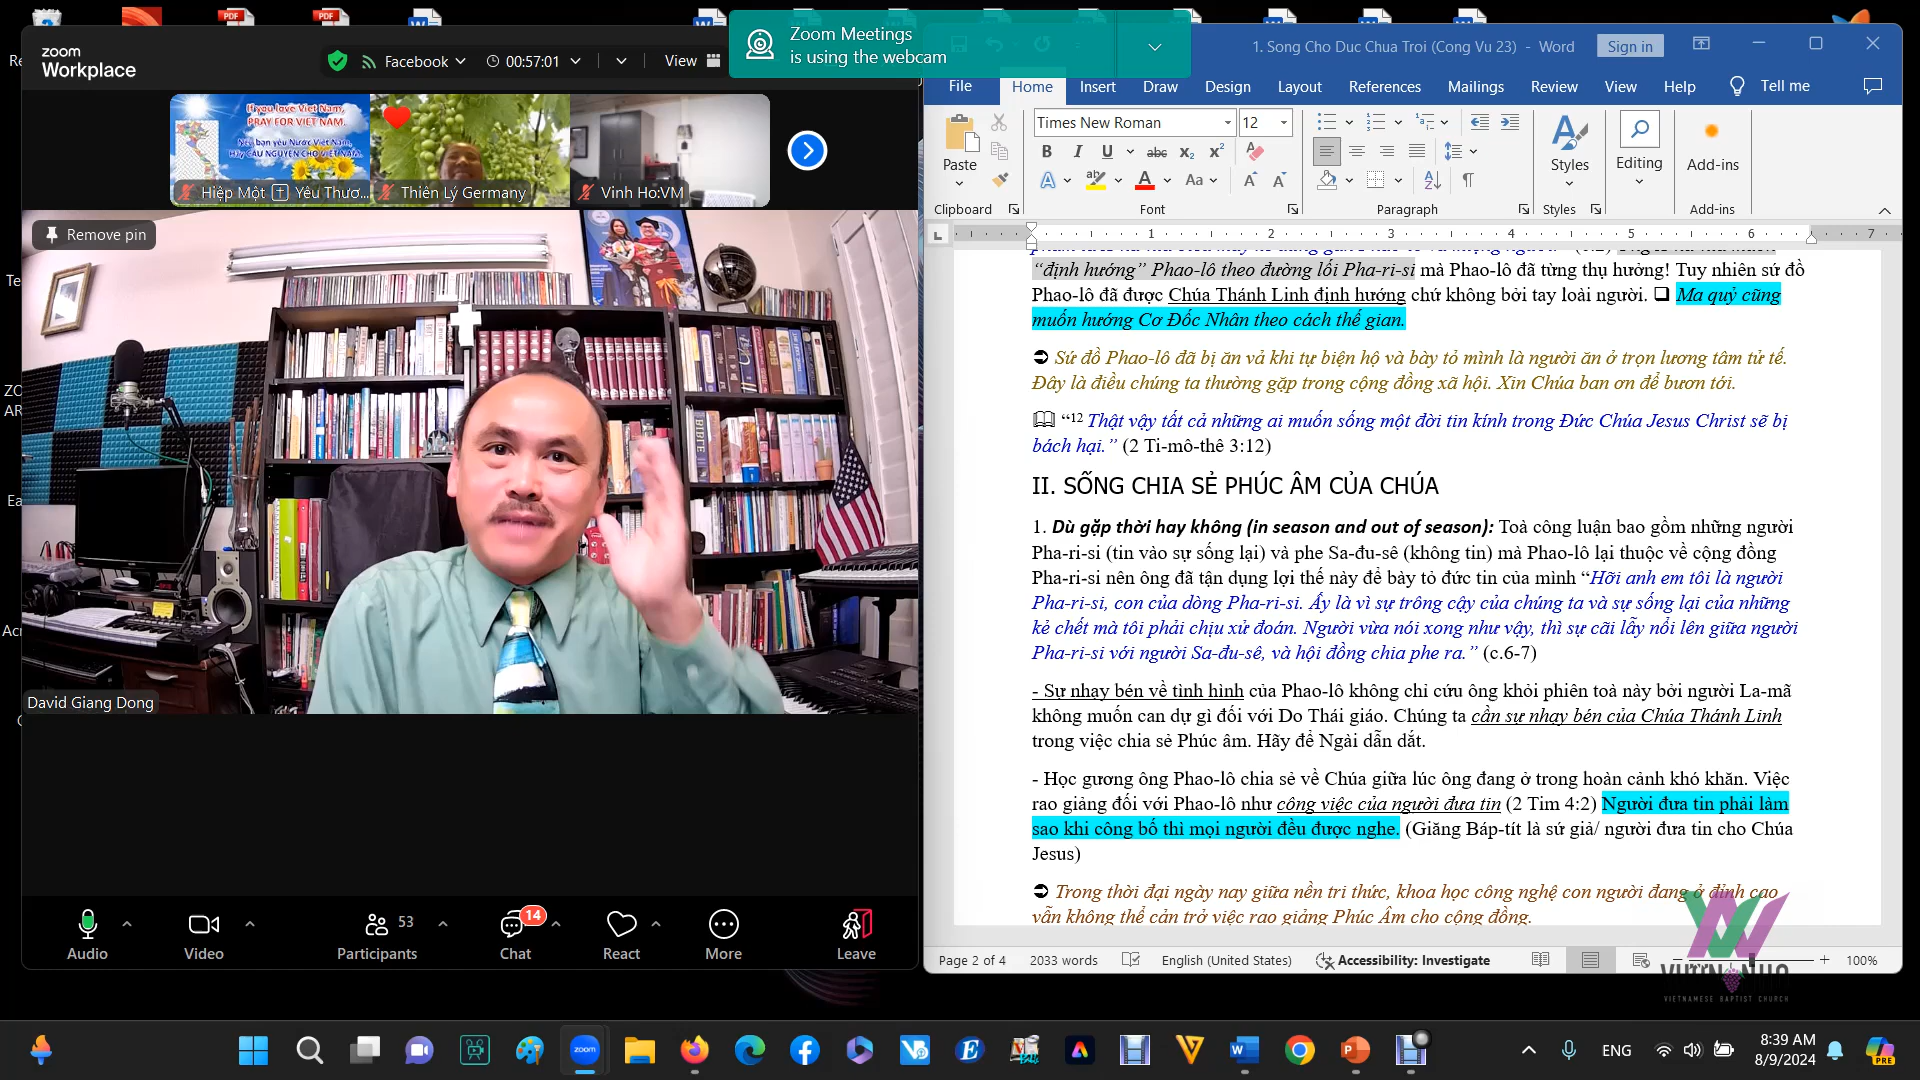 zoom
Workplace
Facebook
00:57:01
View
Zoom Meetings
is using the webcam
If you love Viet Nam,
PRAY FOR VIET NAM.
Hiệp Một
Yêu Thươ...
Thiên Lý Germany
Vinh Ho:VM
Remove pin
BIBLE
David Giang Dong
Audio
Video
53
Participants
14
Chat
React
More
Leave
1. Song Cho Duc Chua Troi (Cong Vu 23) - Word
Sign in
File
Home
Insert
Draw
Design
Layout
References
Mailings
Review
View
Help
Tell me
Paste
Times New Roman
12
Styles
Editing
Add-ins
Clipboard
Font
Paragraph
Styles
Add-ins
1 2 3 4 5 6 7
“định hướng” Phao-lô theo đường lối Pha-ri-si mà Phao-lô đã từng thụ hưởng! Tuy nhiên sứ đồ
Phao-lô đã được Chúa Thánh Linh định hướng chứ không bởi tay loài người. ❑ Ma quỷ cũng
muốn hướng Cơ Đốc Nhân theo cách thế gian.
➲ Sứ đồ Phao-lô đã bị ăn vả khi tự biện hộ và bày tỏ mình là người ăn ở trọn lương tâm tử tế.
Đây là điều chúng ta thường gặp trong cộng đồng xã hội. Xin Chúa ban ơn để bươn tới.
“12 Thật vậy tất cả những ai muốn sống một đời tin kính trong Đức Chúa Jesus Christ sẽ bị
bách hại.” (2 Ti-mô-thê 3:12)
II. SỐNG CHIA SẺ PHÚC ÂM CỦA CHÚA
1. Dù gặp thời hay không (in season and out of season): Toà công luận bao gồm những người
Pha-ri-si (tin vào sự sống lại) và phe Sa-đu-sê (không tin) mà Phao-lô lại thuộc về cộng đồng
Pha-ri-si nên ông đã tận dụng lợi thế này để bày tỏ đức tin của mình “Hỡi anh em tôi là người
Pha-ri-si, con của dòng Pha-ri-si. Ấy là vì sự trông cậy của chúng ta và sự sống lại của những
kẻ chết mà tôi phải chịu xử đoán. Người vừa nói xong như vậy, thì sự cãi lẫy nổi lên giữa người
Pha-ri-si với người Sa-đu-sê, và hội đồng chia phe ra.” (c.6-7)
- Sự nhạy bén về tình hình của Phao-lô không chỉ cứu ông khỏi phiên toà này bởi người La-mã
không muốn can dự gì đối với Do Thái giáo. Chúng ta cần sự nhạy bén của Chúa Thánh Linh
trong việc chia sẻ Phúc âm. Hãy để Ngài dẫn dắt.
- Học gương ông Phao-lô chia sẻ về Chúa giữa lúc ông đang ở trong hoàn cảnh khó khăn. Việc
rao giảng đối với Phao-lô như công việc của người đưa tin (2 Tim 4:2) Người đưa tin phải làm
sao khi công bố thì mọi người đều được nghe. (Giăng Báp-tít là sứ giả/ người đưa tin cho Chúa
Jesus)
➲ Trong thời đại ngày nay giữa nền tri thức, khoa học công nghệ con người đang ở đỉnh cao
vẫn không thể cản trở việc rao giảng Phúc Âm cho cộng đồng.
Page 2 of 4
2033 words
English (United States)
Accessibility: Investigate
100%
VIETNAMESE BAPTIST CHURCH
ENG
8:39 AM
8/9/2024